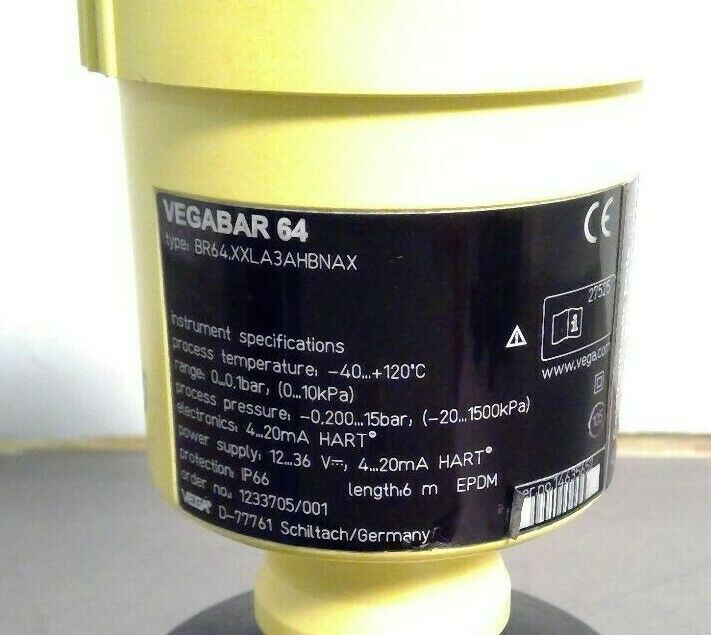 VEGABAR 64
type: BR64.XXLA3AHBNAX
CE
27525
i
www.vega.com
instrument specifications
process temperature: -40...+120°C
range: 0...0.1bar, (0...10kPa)
process pressure: -0,200...15bar, (-20...1500kPa)
electronics: 4...20mA HART®
power supply: 12...36 V⎓, 4...20mA HART®
protection: IP66 length:6 m EPDM
order no.: 1233705/001
VEGA D-77761 Schiltach/Germany